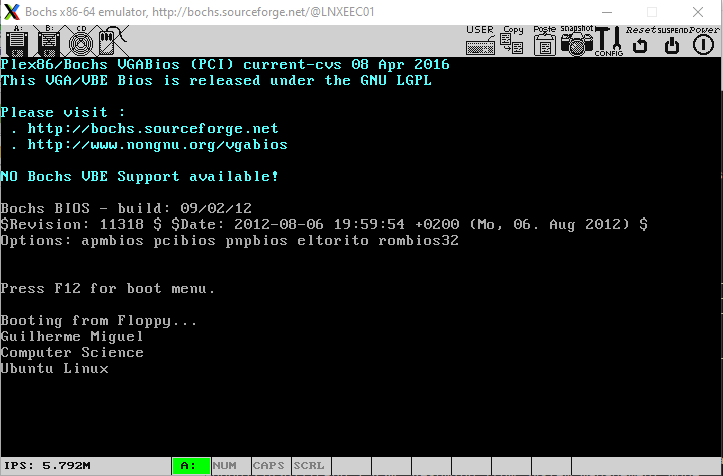 Bochs x86-64 emulator, http://bochs.sourceforge.net/@LNXEEC01
A: B: CD
USER Copy Paste snapshot CONFIG Reset SUSPEND Power
Plex86/Bochs VGABios (PCI) current-cvs 08 Apr 2016
This VGA/VBE Bios is released under the GNU LGPL
Please visit :
. http://bochs.sourceforge.net
. http://www.nongnu.org/vgabios
NO Bochs VBE Support available!
Bochs BIOS - build: 09/02/12
$Revision: 11318 $ $Date: 2012-08-06 19:59:54 +0200 (Mo, 06. Aug 2012) $
Options: apmbios pcibios pnpbios eltorito rombios32
Press F12 for boot menu.
Booting from Floppy...
Guilherme Miguel
Computer Science
Ubuntu Linux
IPS: 5.792M A: NUM CAPS SCRL